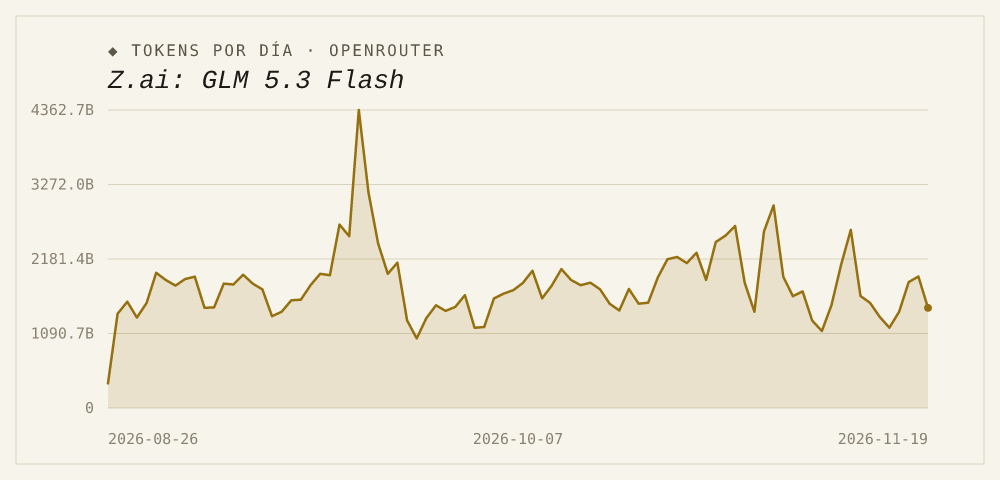 ◆ TOKENS POR DÍA · OPENROUTER
Z.ai: GLM 5.3 Flash
4362.7B
3272.0B
2181.4B
1090.7B
0
2026-08-26 2026-10-07 2026-11-19